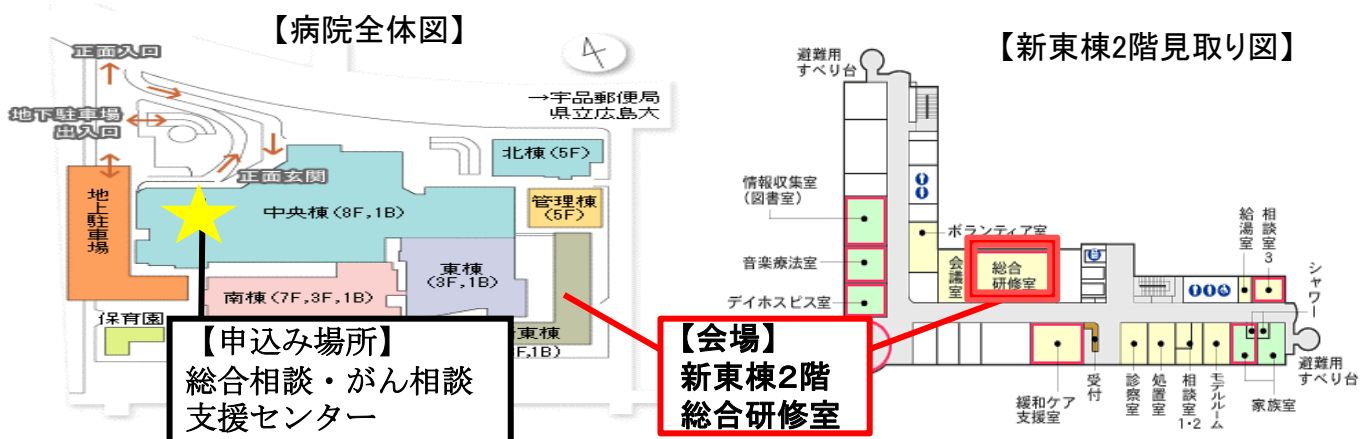 【病院全体図】
正面入口
地下駐車場
出入口
→宇品郵便局
県立広島大
北棟(5F)
正面玄関
管理棟
(5F)
地上駐車場
中央棟(8F,1B)
東棟
(3F,1B)
南棟(7F,3F,1B)
保育園
東棟
F,1B)
【申込み場所】
総合相談・がん相談
支援センター
【会場】
新東棟2階
総合研修室
【新東棟2階見取り図】
避難用
すべり台
情報収集室
(図書室)
ボランティア室
音楽療法室
会議室
総合
研修室
デイホスピス室
給湯室
相談室3
シャワー
避難用
すべり台
緩和ケア
支援室
受付
診察室
処置室
相談室
1・2
モデルルーム
家族室